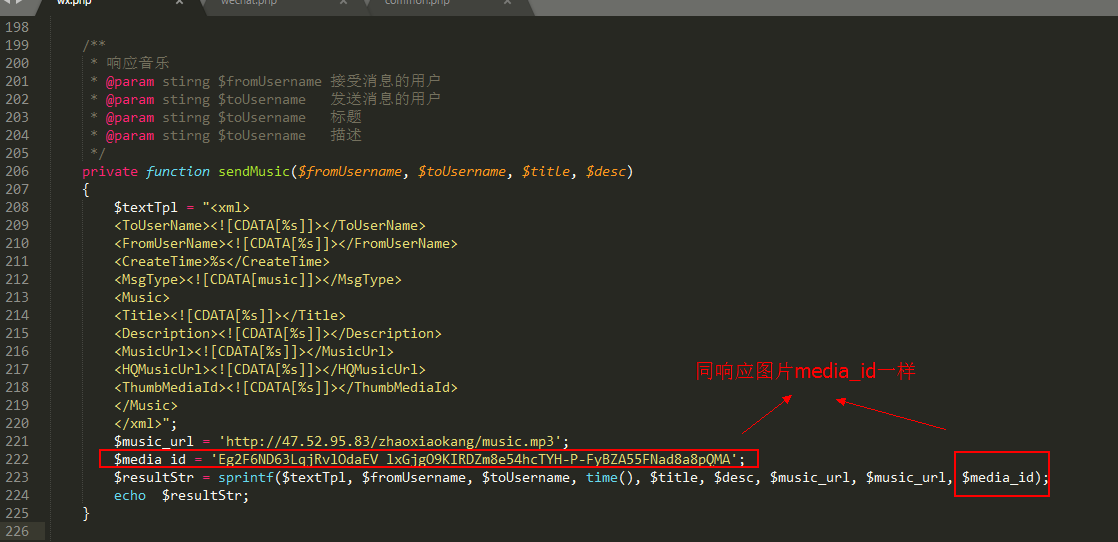 wx.php × wechat.php × common.php ×
198
199 /**
200 * 响应音乐
201 * @param stirng $fromUsername 接受消息的用户
202 * @param stirng $toUsername 发送消息的用户
203 * @param stirng $toUsername 标题
204 * @param stirng $toUsername 描述
205 */
206 private function sendMusic($fromUsername, $toUsername, $title, $desc)
207 {
208 $textTpl = "<xml>
209 <ToUserName><![CDATA[%s]]></ToUserName>
210 <FromUserName><![CDATA[%s]]></FromUserName>
211 <CreateTime>%s</CreateTime>
212 <MsgType><![CDATA[music]]></MsgType>
213 <Music>
214 <Title><![CDATA[%s]]></Title>
215 <Description><![CDATA[%s]]></Description>
216 <MusicUrl><![CDATA[%s]]></MusicUrl>
217 <HQMusicUrl><![CDATA[%s]]></HQMusicUrl>
同响应图片media_id一样
218 <ThumbMediaId><![CDATA[%s]]></ThumbMediaId>
219 </Music>
220 </xml>";
221 $music_url = 'http://47.52.95.83/zhaoxiaokang/music.mp3';
222 $media_id = 'Eg2F6ND63LqjRvlOdaEV_lxGjgO9KIRDZm8e54hcTYH-P-FyBZA55FNad8a8pQMA';
223 $resultStr = sprintf($textTpl, $fromUsername, $toUsername, time(), $title, $desc, $music_url, $music_url, $media_id);
224 echo $resultStr;
225 }
226